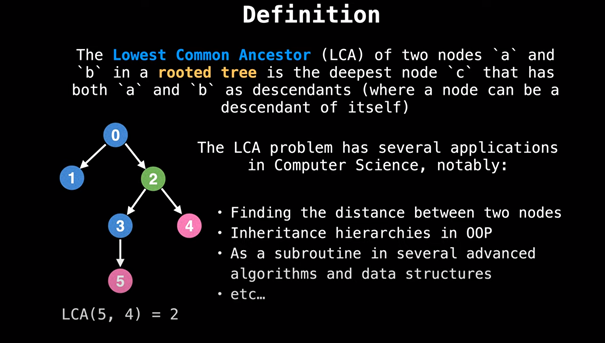 Definition
The Lowest Common Ancestor (LCA) of two nodes `a` and
`b` in a rooted tree is the deepest node `c` that has
both `a` and `b` as descendants (where a node can be a
descendant of itself)
0
1
2
3
4
5
LCA(5, 4) = 2
The LCA problem has several applications
in Computer Science, notably:
• Finding the distance between two nodes
• Inheritance hierarchies in OOP
• As a subroutine in several advanced
algorithms and data structures
• etc…